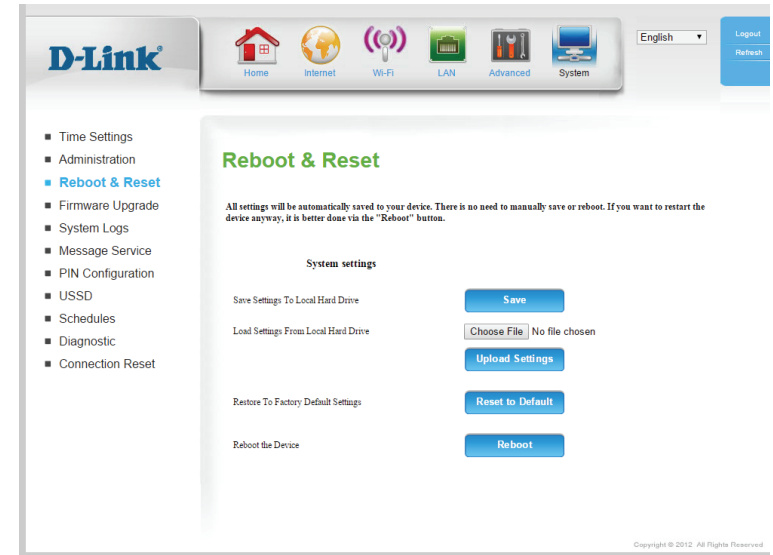 D-Link®
Home
Internet
Wi-Fi
LAN
Advanced
System
English
Logout
Refresh
Time Settings
Administration
Reboot & Reset
Firmware Upgrade
System Logs
Message Service
PIN Configuration
USSD
Schedules
Diagnostic
Connection Reset
Reboot & Reset
All settings will be automatically saved to your device. There is no need to manually save or reboot. If you want to restart the
device anyway, it is better done via the "Reboot" button.
System settings
Save Settings To Local Hard Drive
Save
Load Settings From Local Hard Drive
Choose File No file chosen
Upload Settings
Restore To Factory Default Settings
Reset to Default
Reboot the Device
Reboot
Copyright © 2012 All Rights Reserved